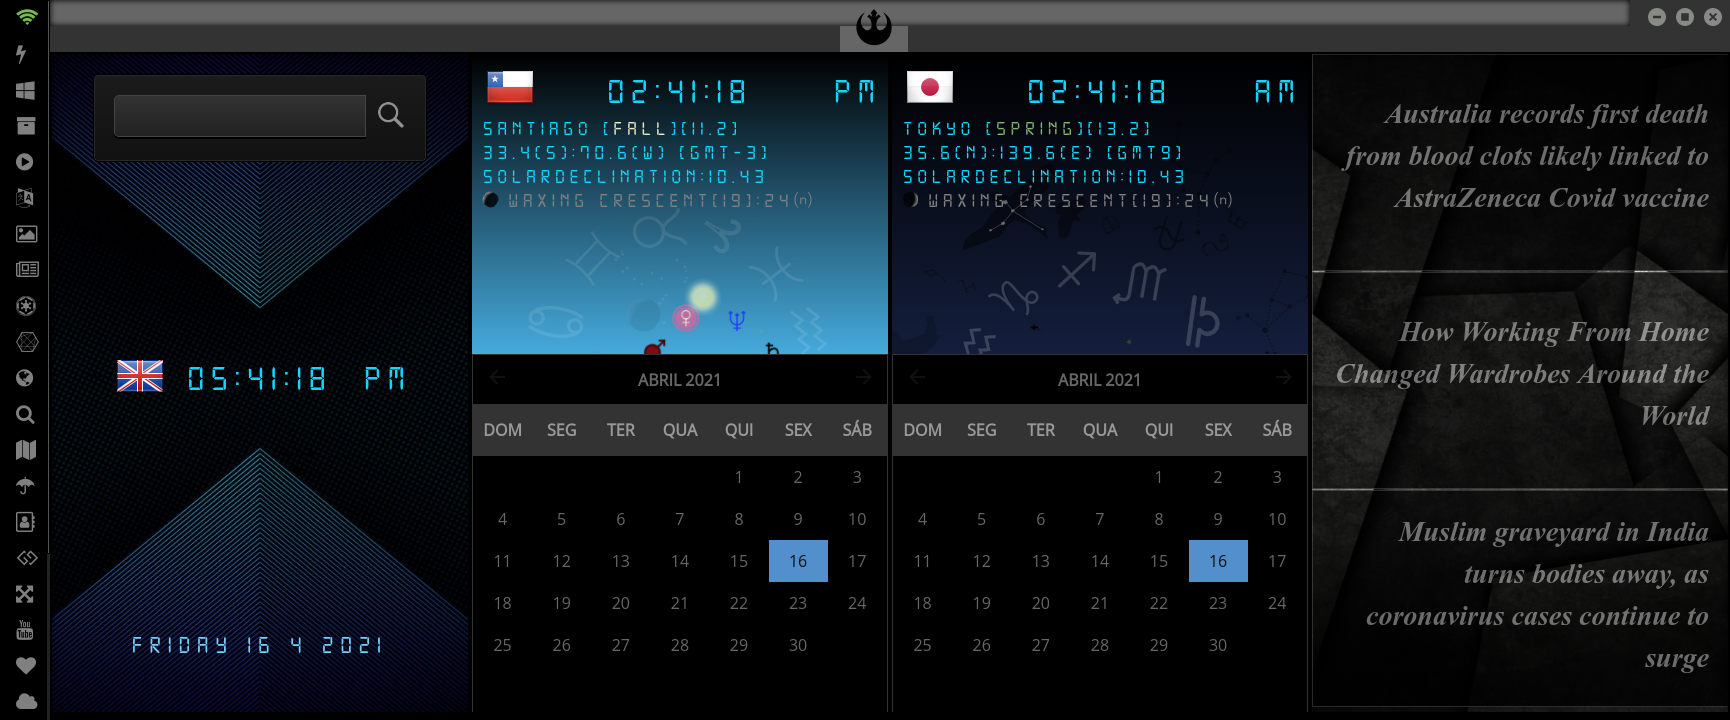 05:41:18 PM
FRIDAY 16 4 2021
02:41:18 PM
SANTIAGO [FALL][11.2]
33.4(S):70.6(W) [GMT-3]
SOLARDECLINATION:10.43
WAXING CRESCENT[19]:24(n)
ABRIL 2021
DOM SEG TER QUA QUI SEX SÁB
1 2 3
4 5 6 7 8 9 10
11 12 13 14 15 16 17
18 19 20 21 22 23 24
25 26 27 28 29 30
02:41:18 AM
TOKYO [SPRING][13.2]
35.6(N):139.6(E) [GMT9]
SOLARDECLINATION:10.43
WAXING CRESCENT[19]:24(n)
ABRIL 2021
DOM SEG TER QUA QUI SEX SÁB
1 2 3
4 5 6 7 8 9 10
11 12 13 14 15 16 17
18 19 20 21 22 23 24
25 26 27 28 29 30
Australia records first death
from blood clots likely linked to
AstraZeneca Covid vaccine
How Working From Home
Changed Wardrobes Around the
World
Muslim graveyard in India
turns bodies away, as
coronavirus cases continue to
surge
You
Tube